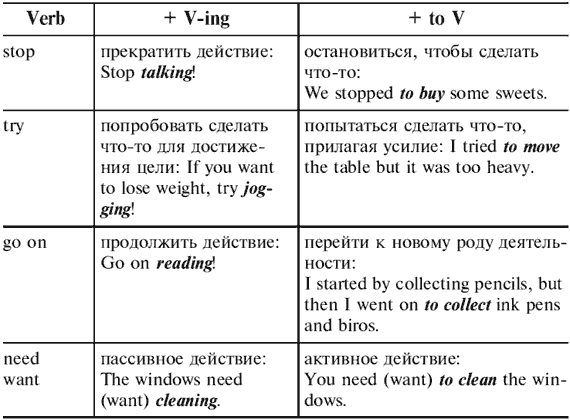 Verb + V-ing + to V
stop прекратить действие: остановиться, чтобы сделать
Stop talking! что-то:
We stopped to buy some sweets.
try попробовать сделать попытаться сделать что-то,
что-то для достиже- прилагая усилие: I tried to move
ния цели: If you want the table but it was too heavy.
to lose weight, try jog-
ging!
go on продолжить действие: перейти к новому роду деятель-
Go on reading! ности:
I started by collecting pencils, but
then I went on to collect ink pens
and biros.
need пассивное действие: активное действие:
want The windows need You need (want) to clean the win-
(want) cleaning. dows.